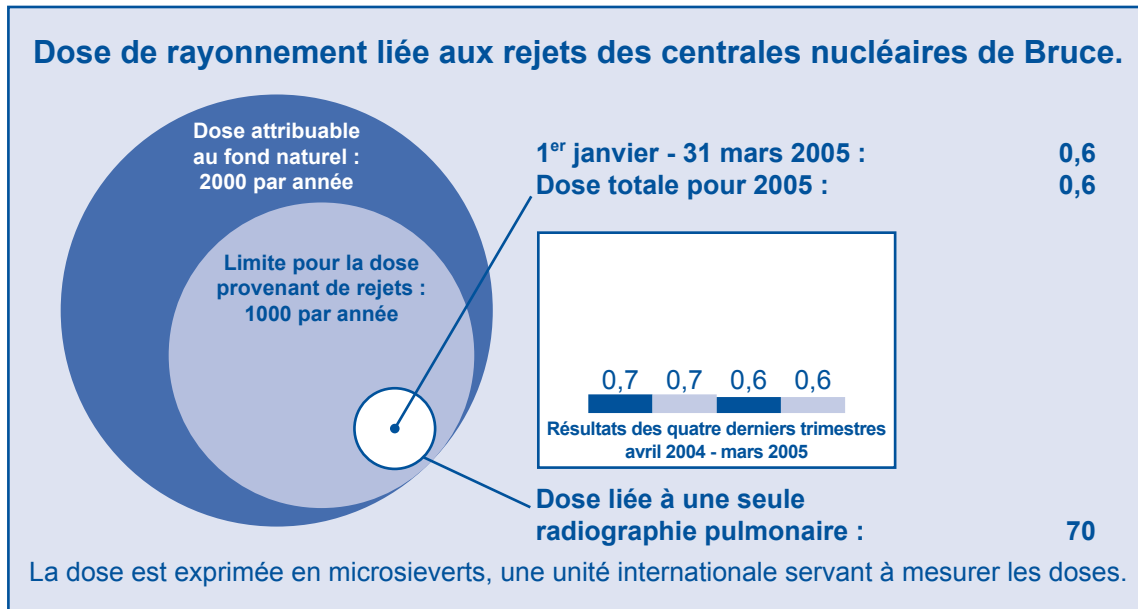 Dose de rayonnement liée aux rejets des centrales nucléaires de Bruce.
Dose attribuable
au fond naturel :
2000 par année
Limite pour la dose
provenant de rejets :
1000 par année
1er janvier - 31 mars 2005 : 0,6
Dose totale pour 2005 : 0,6
0,7 0,7 0,6 0,6
Résultats des quatre derniers trimestres
avril 2004 - mars 2005
Dose liée à une seule
radiographie pulmonaire : 70
La dose est exprimée en microsieverts, une unité internationale servant à mesurer les doses.